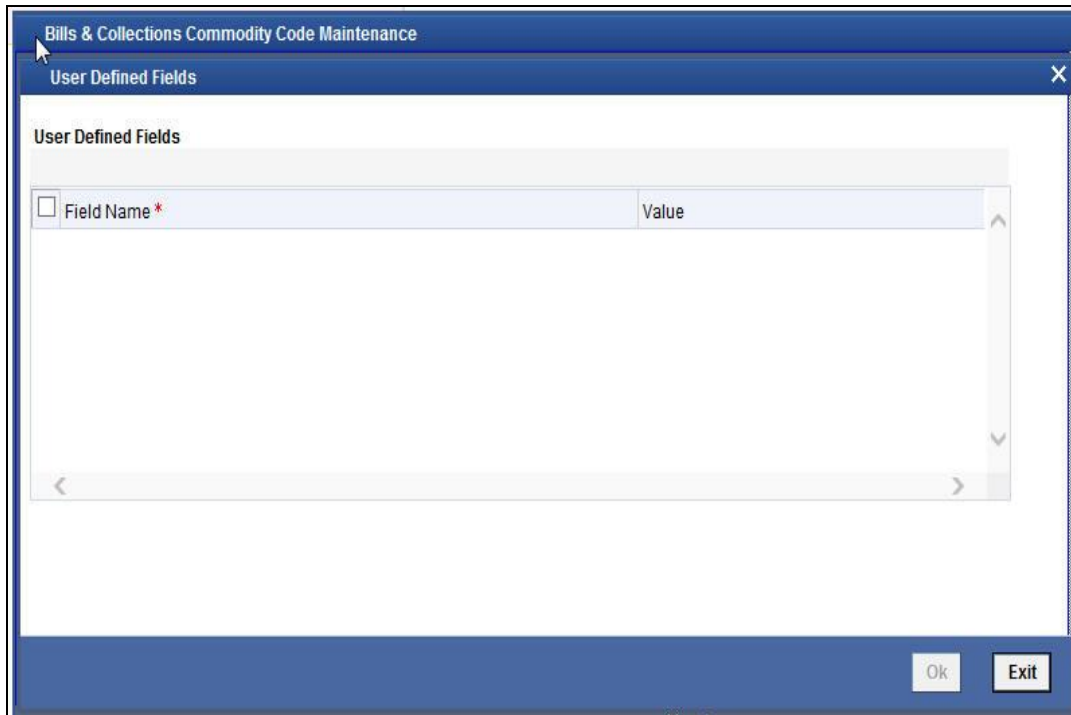 Bills & Collections Commodity Code Maintenance
User Defined Fields
User Defined Fields
Field Name * Value
Ok Exit